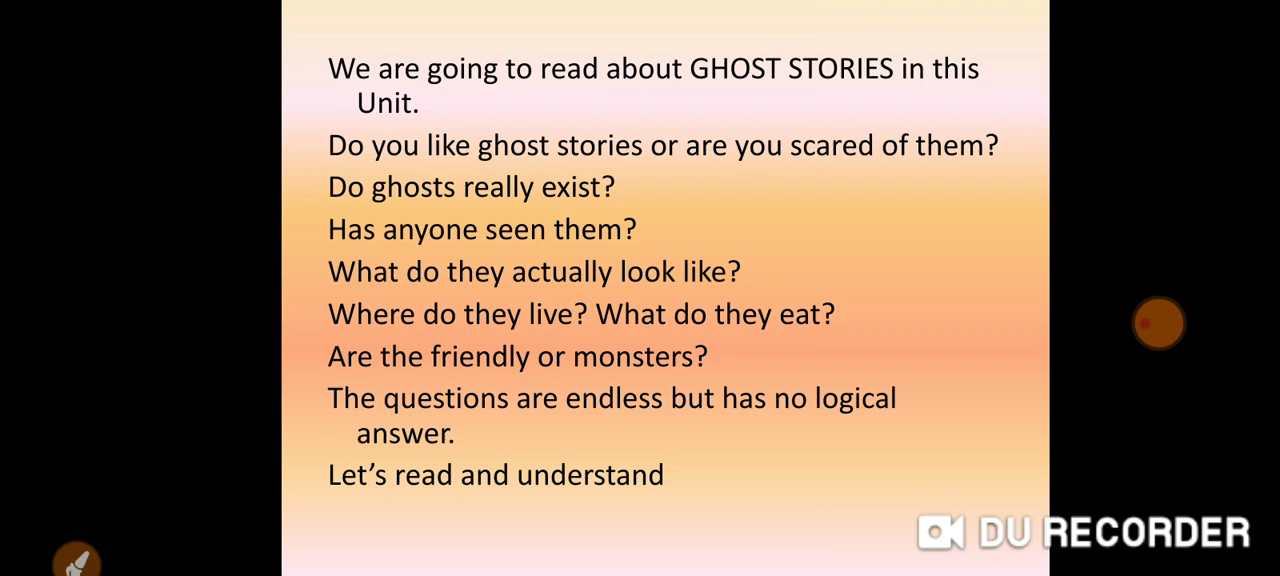 We are going to read about GHOST STORIES in this
Unit.
Do you like ghost stories or are you scared of them?
Do ghosts really exist?
Has anyone seen them?
What do they actually look like?
Where do they live? What do they eat?
Are the friendly or monsters?
The questions are endless but has no logical
answer.
Let’s read and understand
DU RECORDER